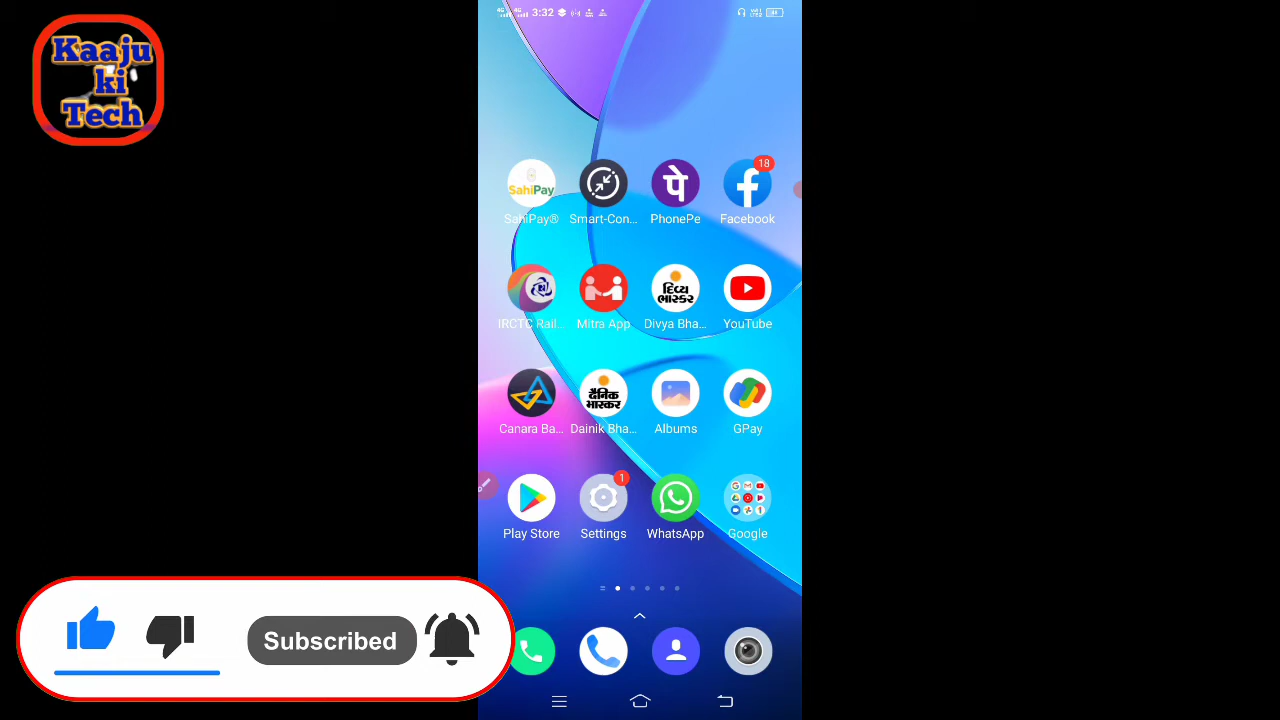 Kaaju
ki
Tech
3:32
SahiPay
SahiPay®
Smart-Con...
पे
PhonePe
18
Facebook
IRCTC Rail...
Mitra App
દિવ્ય
ભાસ્કર
Divya Bha...
YouTube
Canara Ba...
दैनिक
भास्कर
Dainik Bha...
Albums
GPay
Play Store
1
Settings
WhatsApp
Google
Subscribed